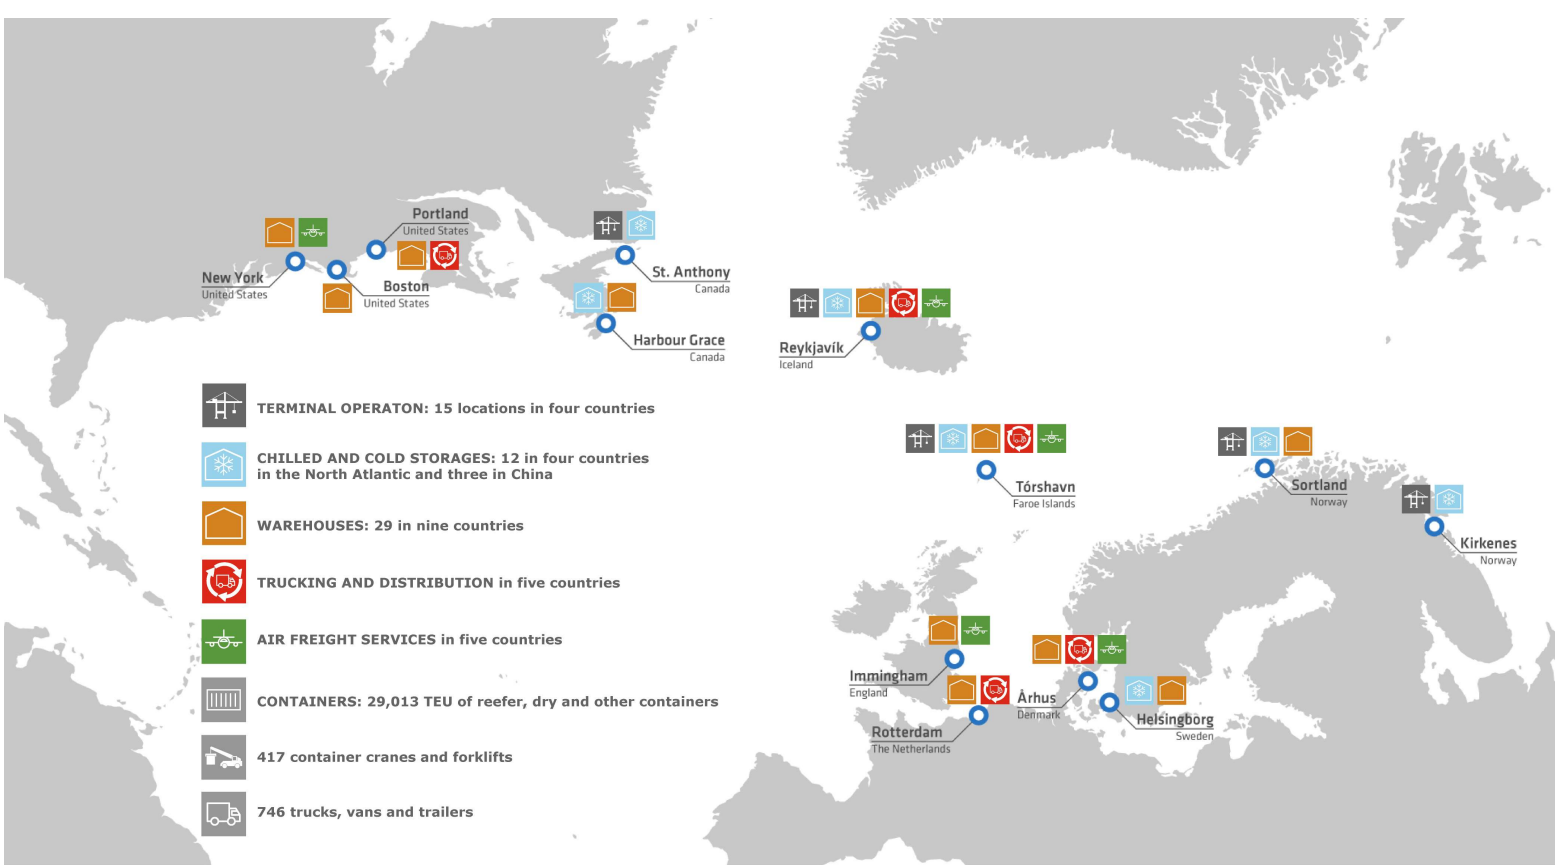 Portland
United States
New York
United States
Boston
United States
St. Anthony
Canada
Harbour Grace
Canada
Reykjavík
Iceland
TERMINAL OPERATON: 15 locations in four countries
CHILLED AND COLD STORAGES: 12 in four countries
in the North Atlantic and three in China
WAREHOUSES: 29 in nine countries
TRUCKING AND DISTRIBUTION in five countries
AIR FREIGHT SERVICES in five countries
CONTAINERS: 29,013 TEU of reefer, dry and other containers
417 container cranes and forklifts
746 trucks, vans and trailers
Tórshavn
Faroe Islands
Sortland
Norway
Kirkenes
Norway
Immingham
England
Århus
Denmark
Helsingborg
Sweden
Rotterdam
The Netherlands